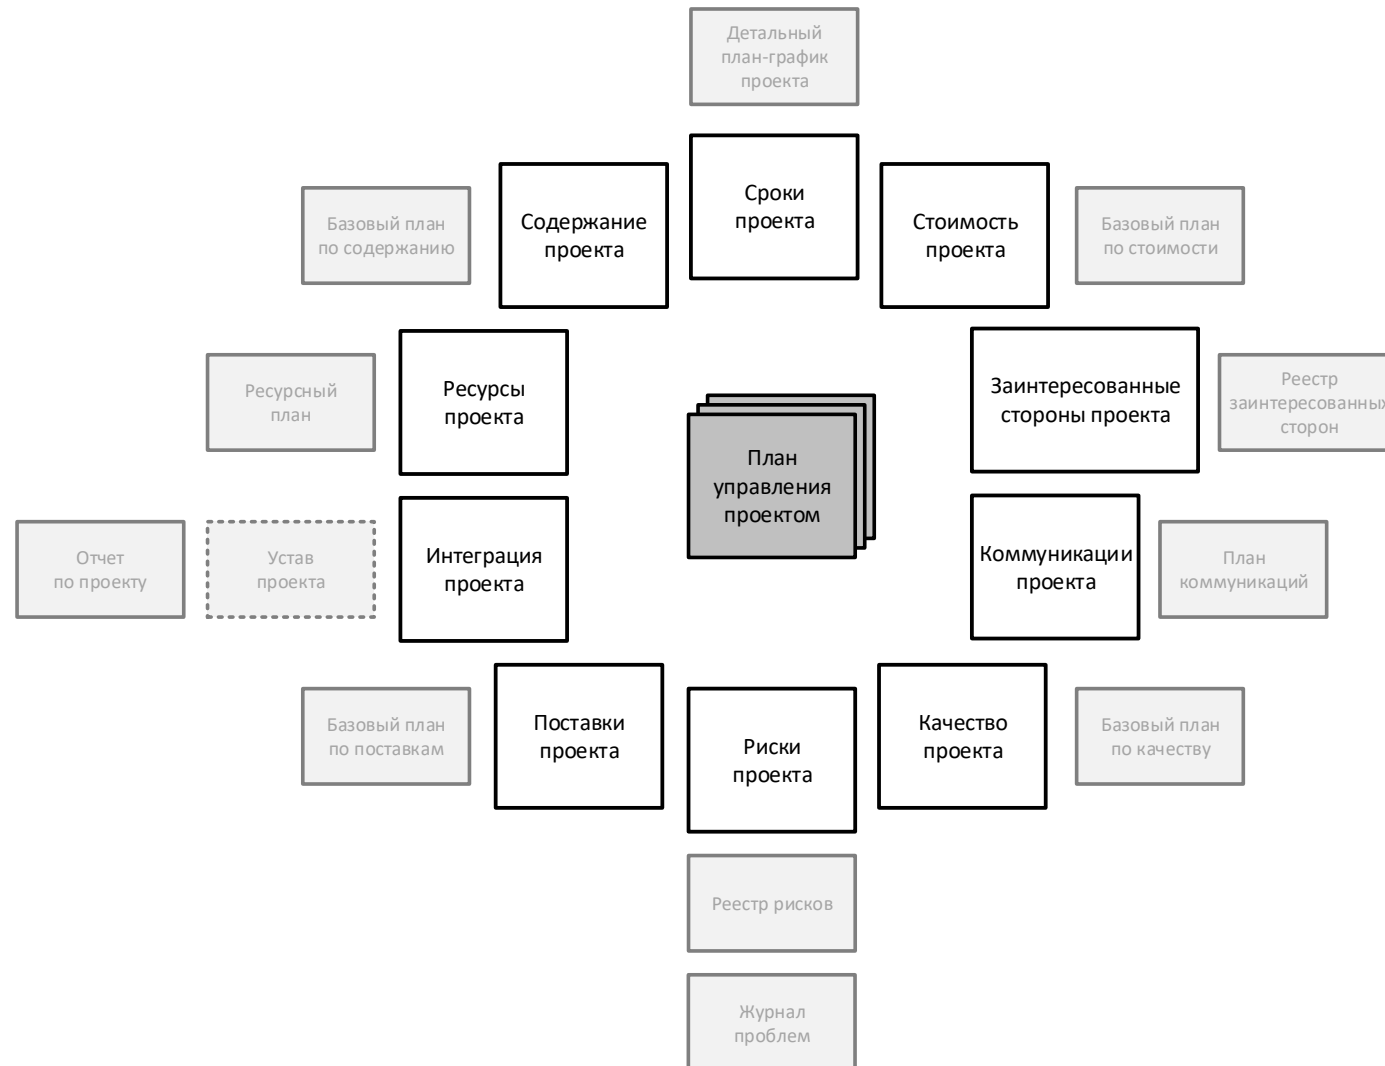 Детальный
план-график
проекта
Сроки
проекта
Содержание
проекта
Стоимость
проекта
Базовый план
по содержанию
Базовый план
по стоимости
Ресурсный
план
Ресурсы
проекта
Заинтересованные
стороны проекта
Реестр
заинтересованных
сторон
План
управления
проектом
Отчет
по проекту
Устав
проекта
Интеграция
проекта
Коммуникации
проекта
План
коммуникаций
Базовый план
по поставкам
Поставки
проекта
Риски
проекта
Качество
проекта
Базовый план
по качеству
Реестр рисков
Журнал
проблем